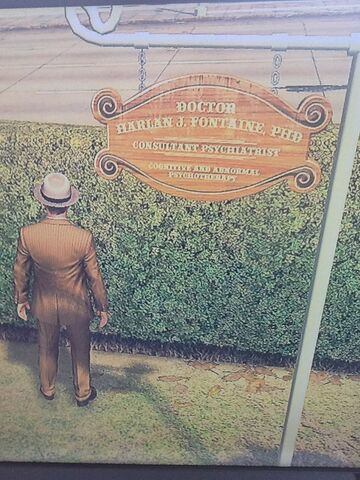 DOCTOR
HARLAN J. FONTAINE, PHD
CONSULTANT PSYCHIATRIST
COGNITIVE AND ABNORMAL
PSYCHOTHERAPY